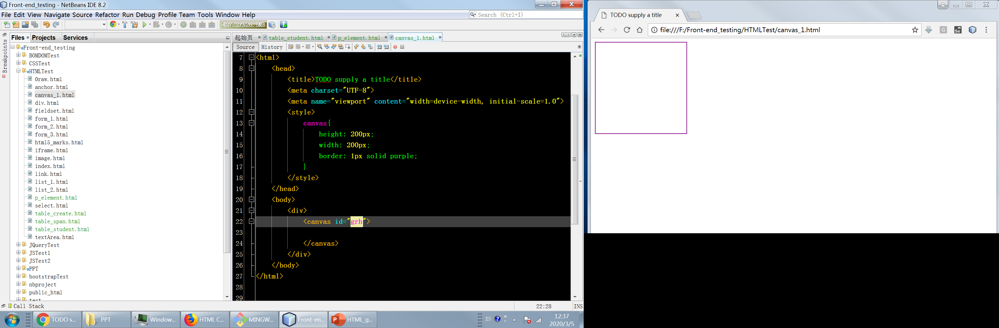 Front-end_testing - NetBeans IDE 8.2
File Edit View Navigate Source Refactor Run Debug Profile Team Tools Window Help
Search (Ctrl+I)
427.2/526.5MB
Breakpoints
Files Projects Services
Front-end_testing
BOMDOMTest
CSSTest
HTMLTest
0raw.html
anchor.html
canvas_1.html
div.html
fieldset.html
form_1.html
form_2.html
form_3.html
html5_marks.html
iframe.html
image.html
index.html
link.html
list_1.html
list_2.html
p_element.html
select.html
table_create.html
table_span.html
table_student.html
textArea.html
JQueryTest
JSTest1
JSTest2
PPT
bootstrapTest
nbproject
public_html
test
起始页 table_student.html p_element.html canvas_1.html
Source History
7 <html>
8 <head>
9 <title>TODO supply a title</title>
10 <meta charset="UTF-8">
11 <meta name="viewport" content="width=device-width, initial-scale=1.0">
12 <style>
13 canvas{
14 height: 200px;
15 width: 200px;
16 border: 1px solid purple;
17 }
18 </style>
19 </head>
20 <body>
21 <div>
22 <canvas id="grh">
23
24 </canvas>
25 </div>
26 </body>
27 </html>
28
29
Call Stack
22:28 INS
TODO s... PPT Window... HTML C... MINGW... Front-en... HTML_g...
EN
12:37
2020/3/5
TODO supply a title
file:///F:/Front-end_testing/HTMLTest/canvas_1.html
G
Se